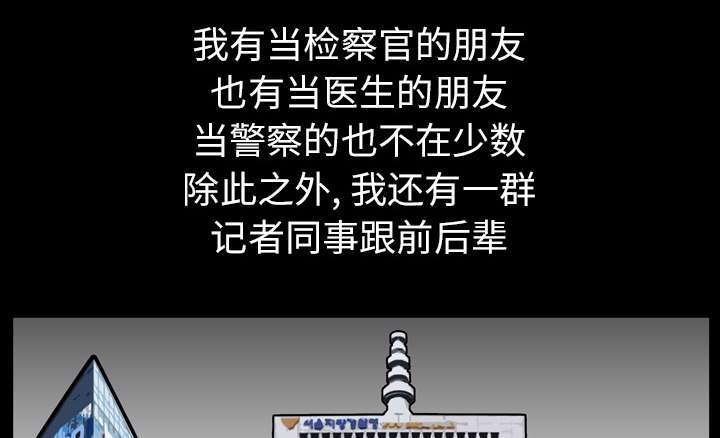 我有当检察官的朋友
也有当医生的朋友
当警察的也不在少数
除此之外, 我还有一群
记者同事跟前后辈